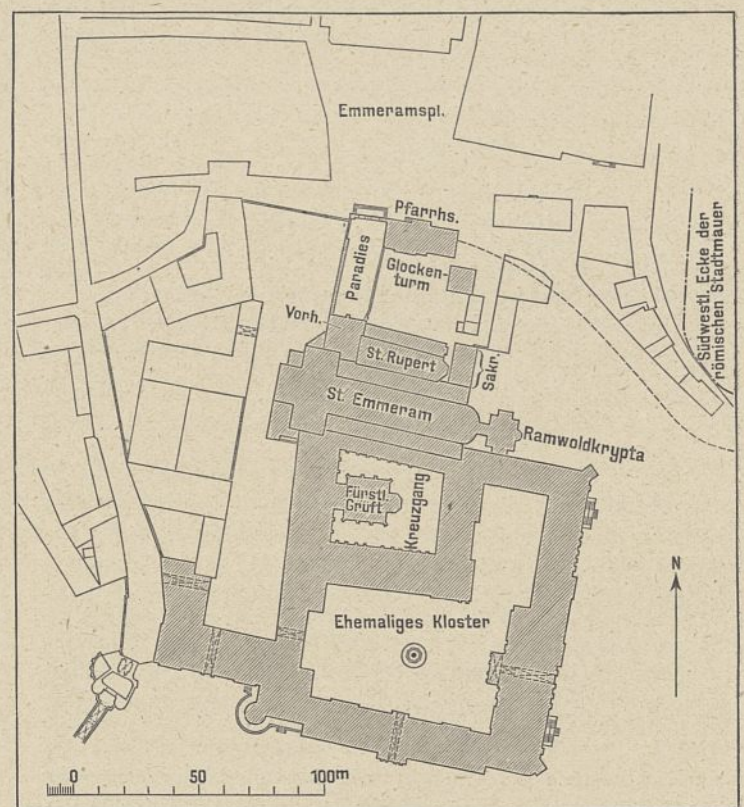 Emmeramspl.
Pfarrhs.
Paradies
Glocken-
turm
Südwestl. Ecke der
römischen Stadtmauer
Vorh.
St. Rupert
Sakr.
St. Emmeram
Ramwoldkrypta
Fürstl.
Gruft
Kreuzgang
N
Ehemaliges Kloster
0 50 100m